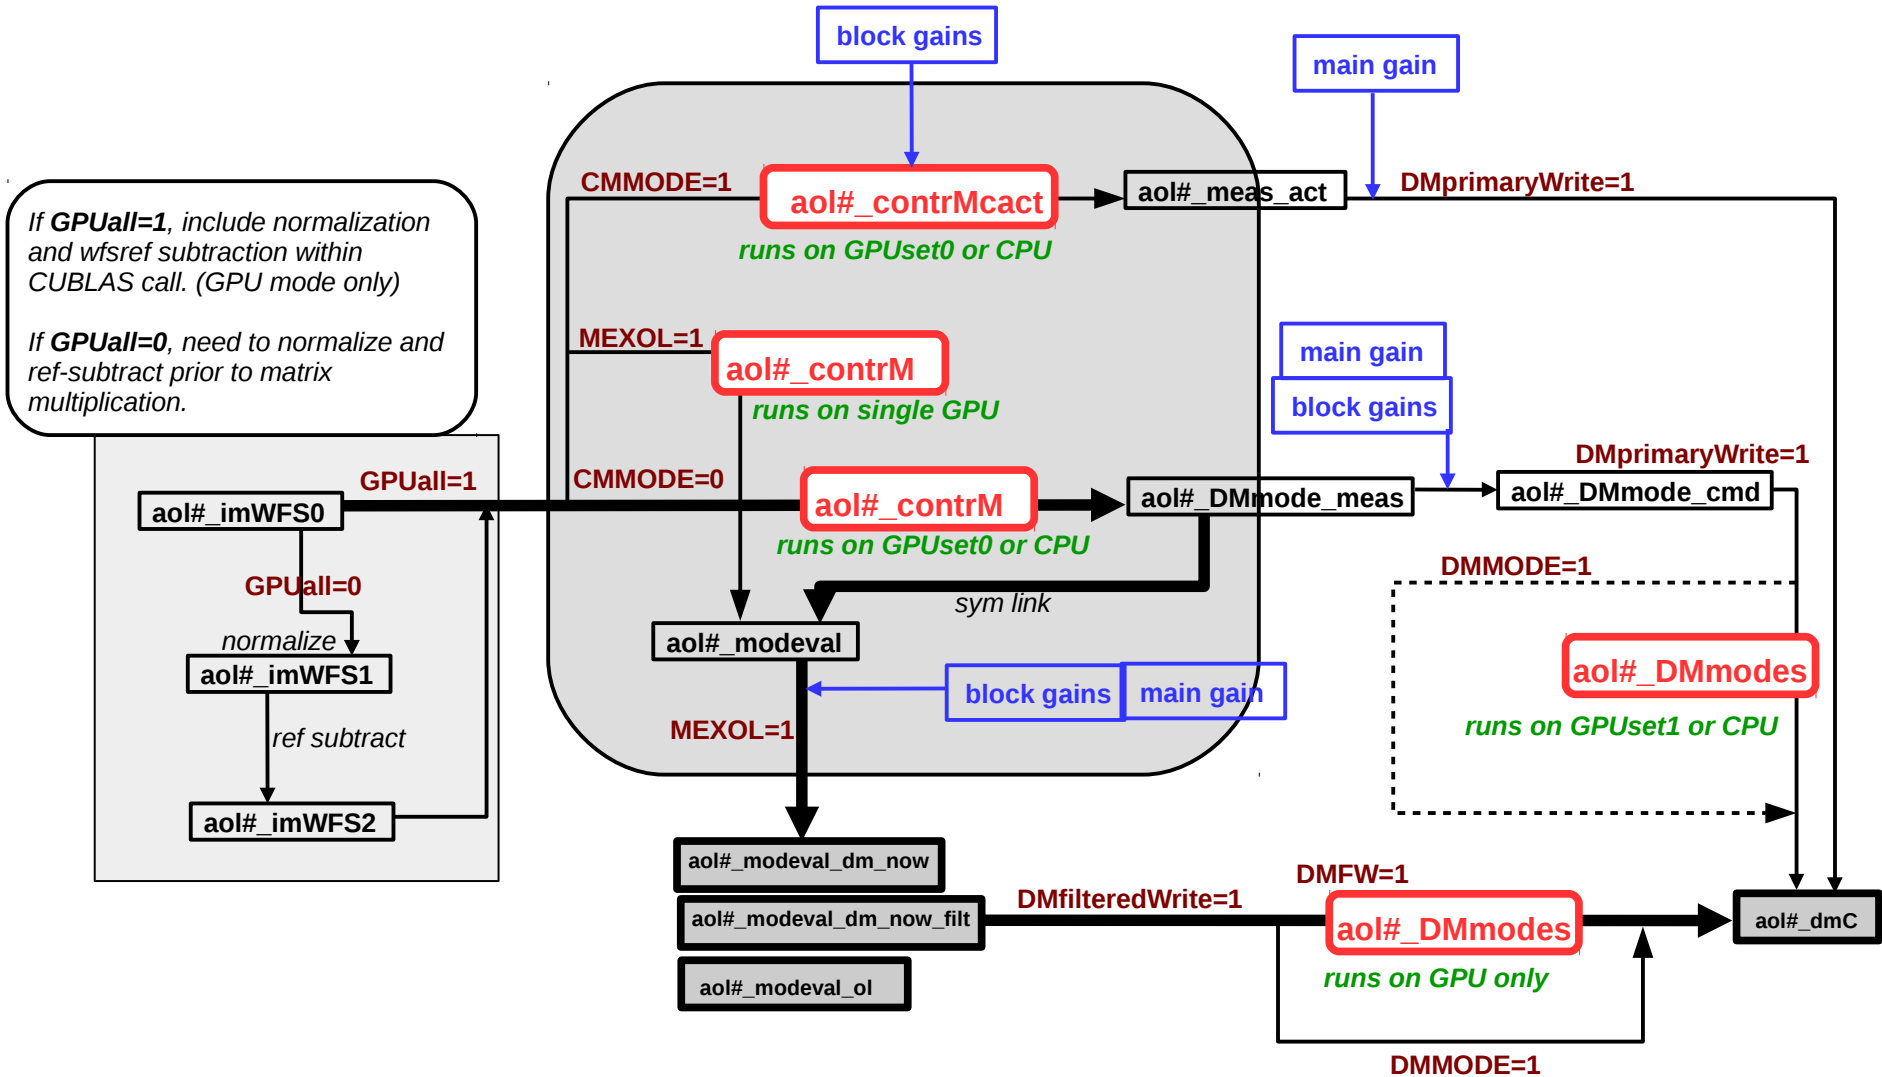 block gains
main gain
CMMODE=1
aol#_contrMcact
aol#_meas_act
DMprimaryWrite=1
runs on GPUset0 or CPU
If GPUall=1, include normalization
and wfsref subtraction within
CUBLAS call. (GPU mode only)
If GPUall=0, need to normalize and
ref-subtract prior to matrix
multiplication.
MEXOL=1
aol#_contrM
runs on single GPU
main gain
block gains
DMprimaryWrite=1
GPUall=1
CMMODE=0
aol#_imWFS0
aol#_contrM
aol#_DMmode_meas
aol#_DMmode_cmd
runs on GPUset0 or CPU
GPUall=0
DMMODE=1
sym link
normalize
aol#_modeval
aol#_imWFS1
aol#_DMmodes
block gains
main gain
runs on GPUset1 or CPU
MEXOL=1
ref subtract
aol#_imWFS2
aol#_modeval_dm_now
DMFW=1
DMfilteredWrite=1
aol#_modeval_dm_now_filt
aol#_DMmodes
aol#_dmC
runs on GPU only
aol#_modeval_ol
DMMODE=1